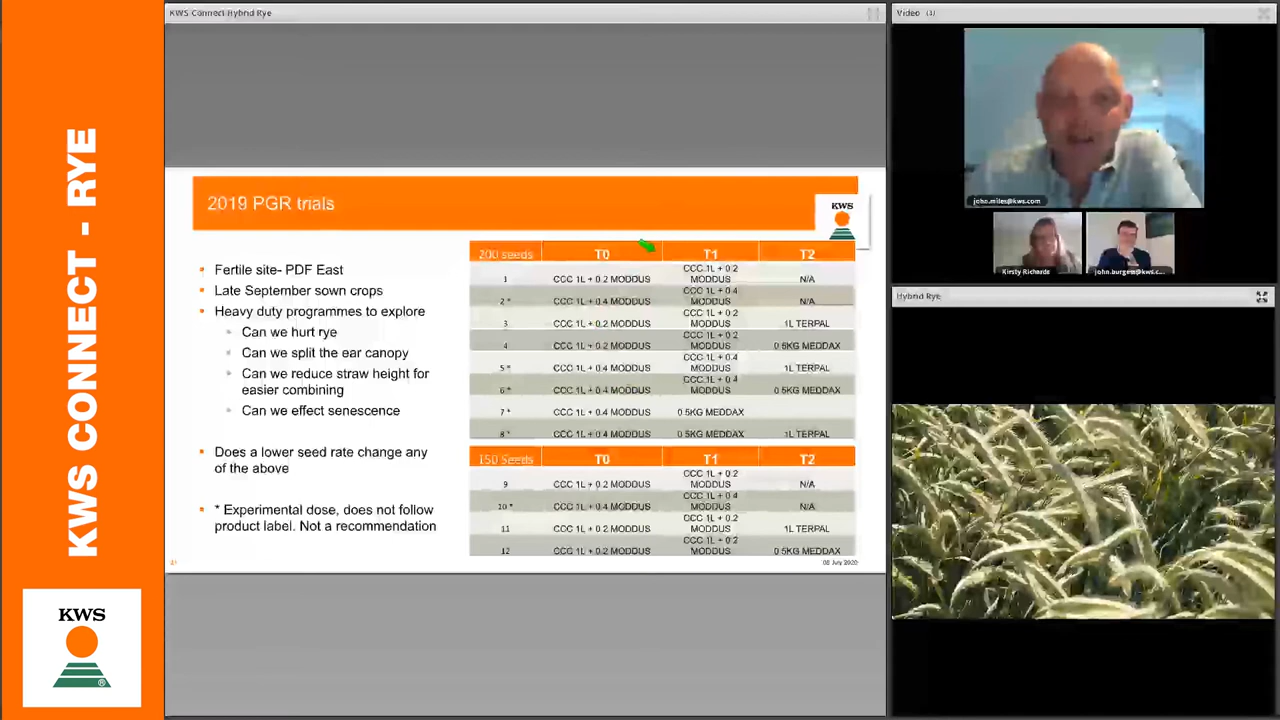 KWS CONNECT - RYE
KWS
®
KWS Connect Hybrid Rye
2019 PGR trials
KWS
Fertile site- PDF East
Late September sown crops
Heavy duty programmes to explore
Can we hurt rye
Can we split the ear canopy
Can we reduce straw height for
easier combining
Can we effect senescence
Does a lower seed rate change any
of the above
* Experimental dose, does not follow
product label. Not a recommendation
200 seeds T0 T1 T2
1 CCC 1L + 0.2 MODDUS CCC 1L + 0.2 MODDUS N/A
2 * CCC 1L + 0.4 MODDUS CCC 1L + 0.4 MODDUS N/A
3 CCC 1L + 0.2 MODDUS CCC 1L + 0.2 MODDUS 1L TERPAL
4 CCC 1L + 0.2 MODDUS CCC 1L + 0.2 MODDUS 0.5KG MEDDAX
5 * CCC 1L + 0.4 MODDUS CCC 1L + 0.4 MODDUS 1L TERPAL
6 * CCC 1L + 0.4 MODDUS CCC 1L + 0.4 MODDUS 0.5KG MEDDAX
7 * CCC 1L + 0.4 MODDUS 0.5KG MEDDAX
8 * CCC 1L + 0.4 MODDUS 0.5KG MEDDAX 1L TERPAL
150 Seeds T0 T1 T2
9 CCC 1L + 0.2 MODDUS CCC 1L + 0.2 MODDUS N/A
10 * CCC 1L + 0.4 MODDUS CCC 1L + 0.4 MODDUS N/A
11 CCC 1L + 0.2 MODDUS CCC 1L + 0.2 MODDUS 1L TERPAL
12 CCC 1L + 0.2 MODDUS CCC 1L + 0.2 MODDUS 0.5KG MEDDAX
Video (3)
john.miles@kws.com
Kirsty Richards
john.burgess@kws.c...
Hybrid Rye